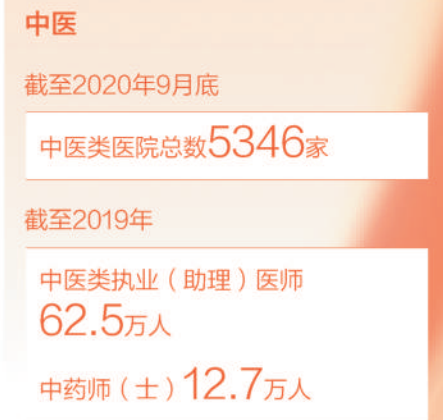 中医
截至2020年9月底
中医类医院总数5346家
截至2019年
中医类执业（助理）医师
62.5万人
中药师（士）12.7万人